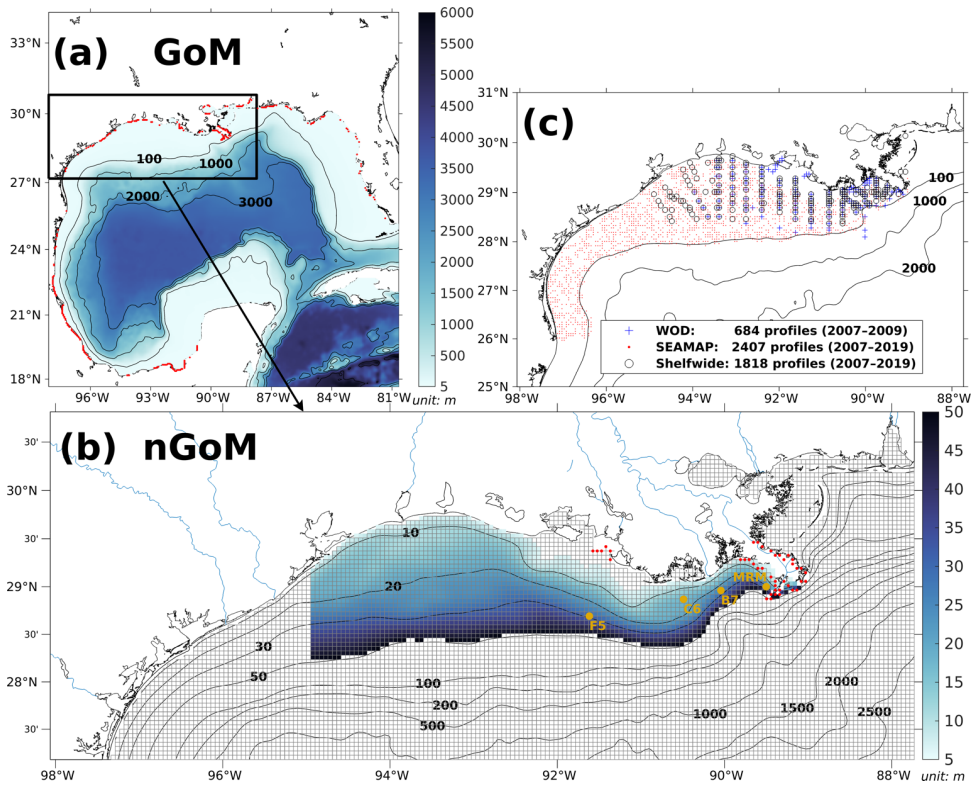 (a) GoM
33°N
30°N
27°N
24°N
21°N
18°N
96°W 93°W 90°W 87°W 84°W 81°W
100
1000
2000
3000
6000
5500
5000
4500
4000
3500
3000
2500
2000
1500
1000
500
5
unit: m
(c)
31°N
30°N
29°N
28°N
27°N
26°N
25°N
98°W 96°W 94°W 92°W 90°W 88°W
100
1000
2000
WOD: 684 profiles (2007–2009)
SEAMAP: 2407 profiles (2007–2019)
Shelfwide: 1818 profiles (2007–2019)
(b) nGoM
30'
30°N
30'
29°N
30'
28°N
30'
98°W 96°W 94°W 92°W 90°W 88°W
10
20
30
50
100
200
500
1000
1500
2000
2500
MRM
B7
C6
F5
50
45
40
35
30
25
20
15
10
5
unit: m